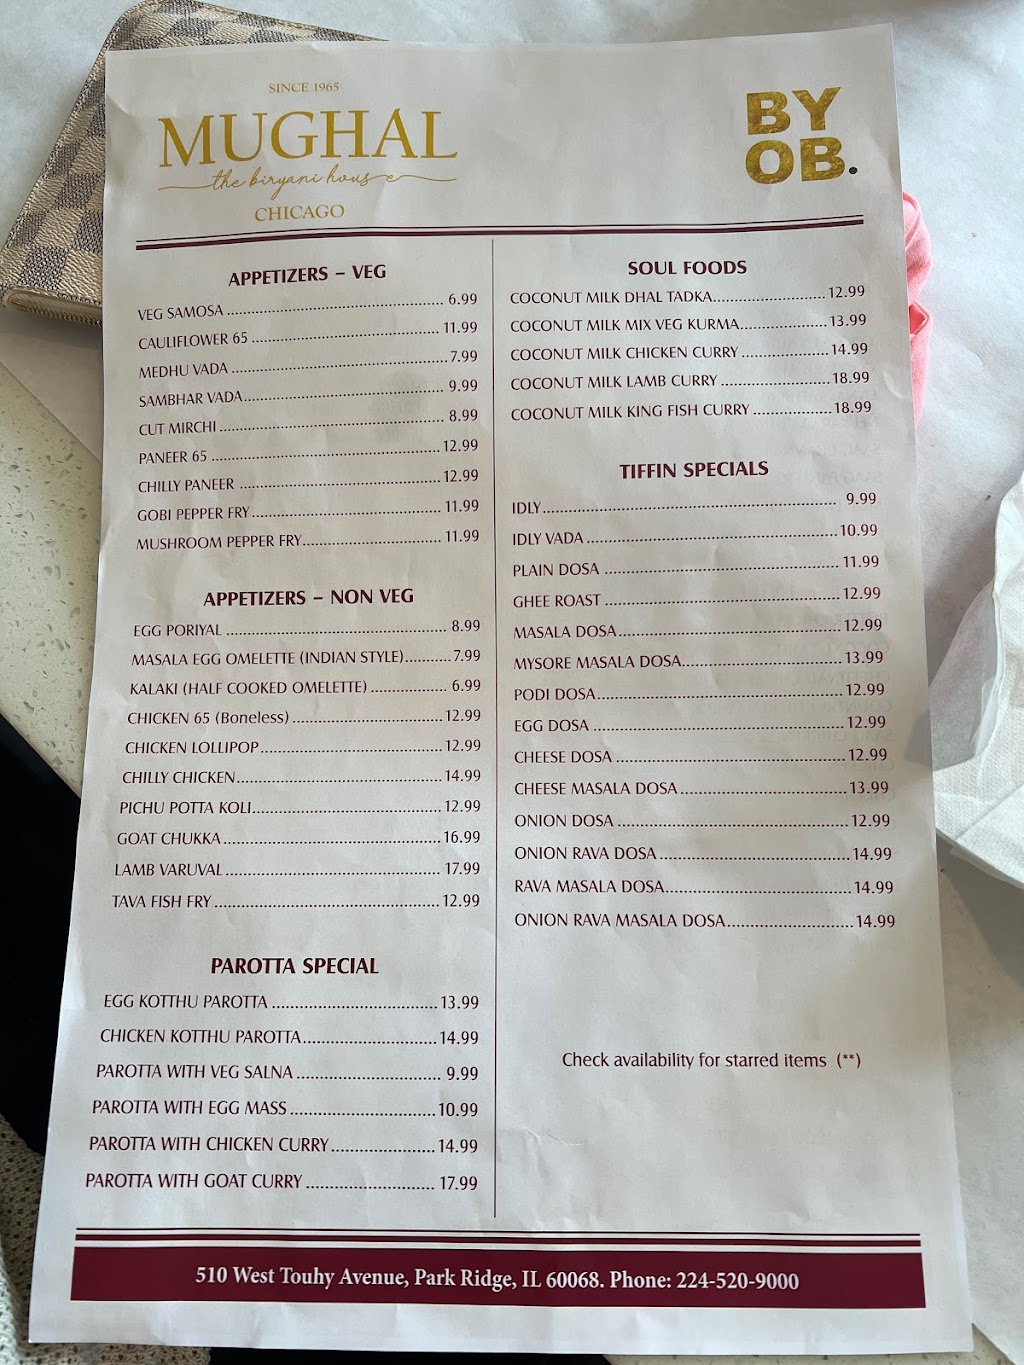 SINCE 1965
MUGHAL
the biryani house
CHICAGO
BY
OB.
APPETIZERS – VEG
VEG SAMOSA 6.99
CAULIFLOWER 65 11.99
MEDHU VADA 7.99
SAMBHAR VADA 9.99
CUT MIRCHI 8.99
PANEER 65 12.99
CHILLY PANEER 12.99
GOBI PEPPER FRY 11.99
MUSHROOM PEPPER FRY 11.99
APPETIZERS – NON VEG
EGG PORIYAL 8.99
MASALA EGG OMELETTE (INDIAN STYLE) 7.99
KALAKI (HALF COOKED OMELETTE) 6.99
CHICKEN 65 (Boneless) 12.99
CHICKEN LOLLIPOP 12.99
CHILLY CHICKEN 14.99
PICHU POTTA KOLI 12.99
GOAT CHUKKA 16.99
LAMB VARUVAL 17.99
TAVA FISH FRY 12.99
PAROTTA SPECIAL
EGG KOTTHU PAROTTA 13.99
CHICKEN KOTTHU PAROTTA 14.99
PAROTTA WITH VEG SALNA 9.99
PAROTTA WITH EGG MASS 10.99
PAROTTA WITH CHICKEN CURRY 14.99
PAROTTA WITH GOAT CURRY 17.99
SOUL FOODS
COCONUT MILK DHAL TADKA 12.99
COCONUT MILK MIX VEG KURMA 13.99
COCONUT MILK CHICKEN CURRY 14.99
COCONUT MILK LAMB CURRY 18.99
COCONUT MILK KING FISH CURRY 18.99
TIFFIN SPECIALS
IDLY 9.99
IDLY VADA 10.99
PLAIN DOSA 11.99
GHEE ROAST 12.99
MASALA DOSA 12.99
MYSORE MASALA DOSA 13.99
PODI DOSA 12.99
EGG DOSA 12.99
CHEESE DOSA 12.99
CHEESE MASALA DOSA 13.99
ONION DOSA 12.99
ONION RAVA DOSA 14.99
RAVA MASALA DOSA 14.99
ONION RAVA MASALA DOSA 14.99
Check availability for starred items (**)
510 West Touhy Avenue, Park Ridge, IL 60068. Phone: 224-520-9000